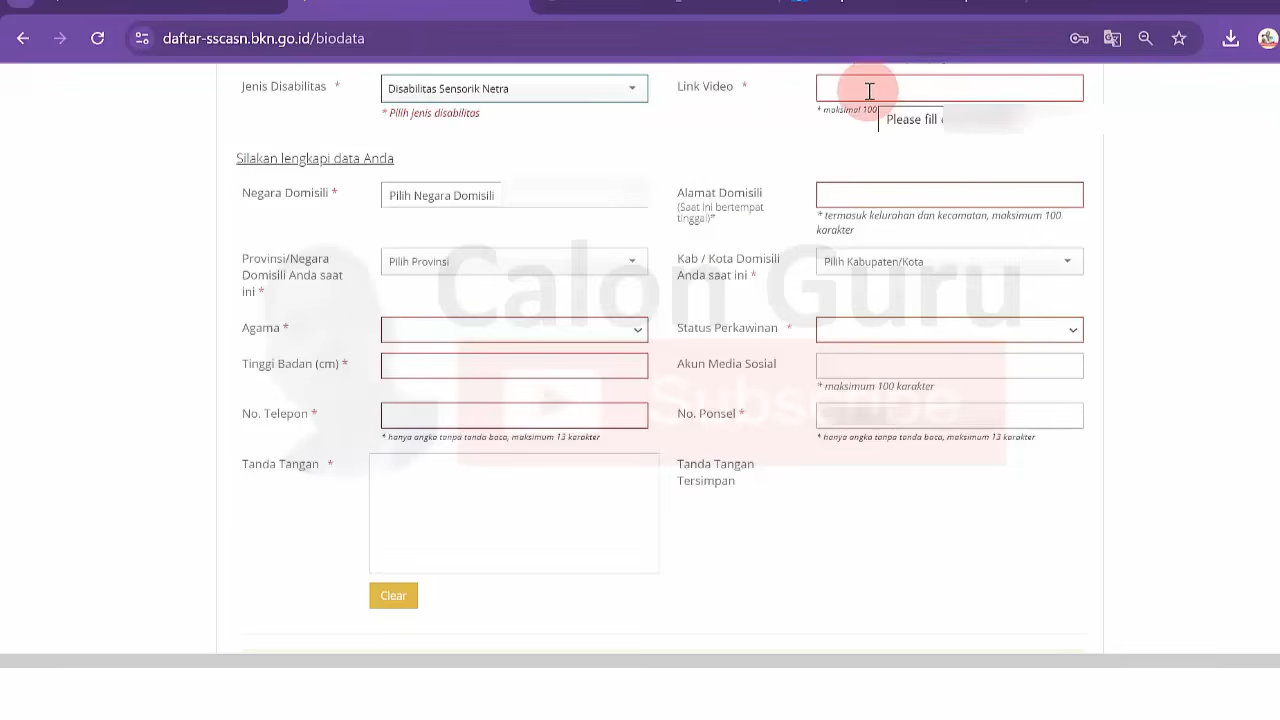 daftar-sscasn.bkn.go.id/biodata
Jenis Disabilitas *
Disabilitas Sensorik Netra
* Pilih jenis disabilitas
Link Video *
* maksimal 100
Please fill
Silakan lengkapi data Anda
Negara Domisili *
Pilih Negara Domisili
Alamat Domisili
(Saat ini bertempat
tinggal)*
* termasuk kelurahan dan kecamatan, maksimum 100
karakter
Provinsi/Negara
Domisili Anda saat
ini *
Pilih Provinsi
Kab / Kota Domisili
Anda saat ini *
Pilih Kabupaten/Kota
Calon Guru
Agama *
Status Perkawinan *
Tinggi Badan (cm) *
Akun Media Sosial
* maksimum 100 karakter
Subscribe
No. Telepon *
* hanya angka tanpa tanda baca, maksimum 13 karakter
No. Ponsel *
* hanya angka tanpa tanda baca, maksimum 13 karakter
Tanda Tangan *
Tanda Tangan
Tersimpan
Clear